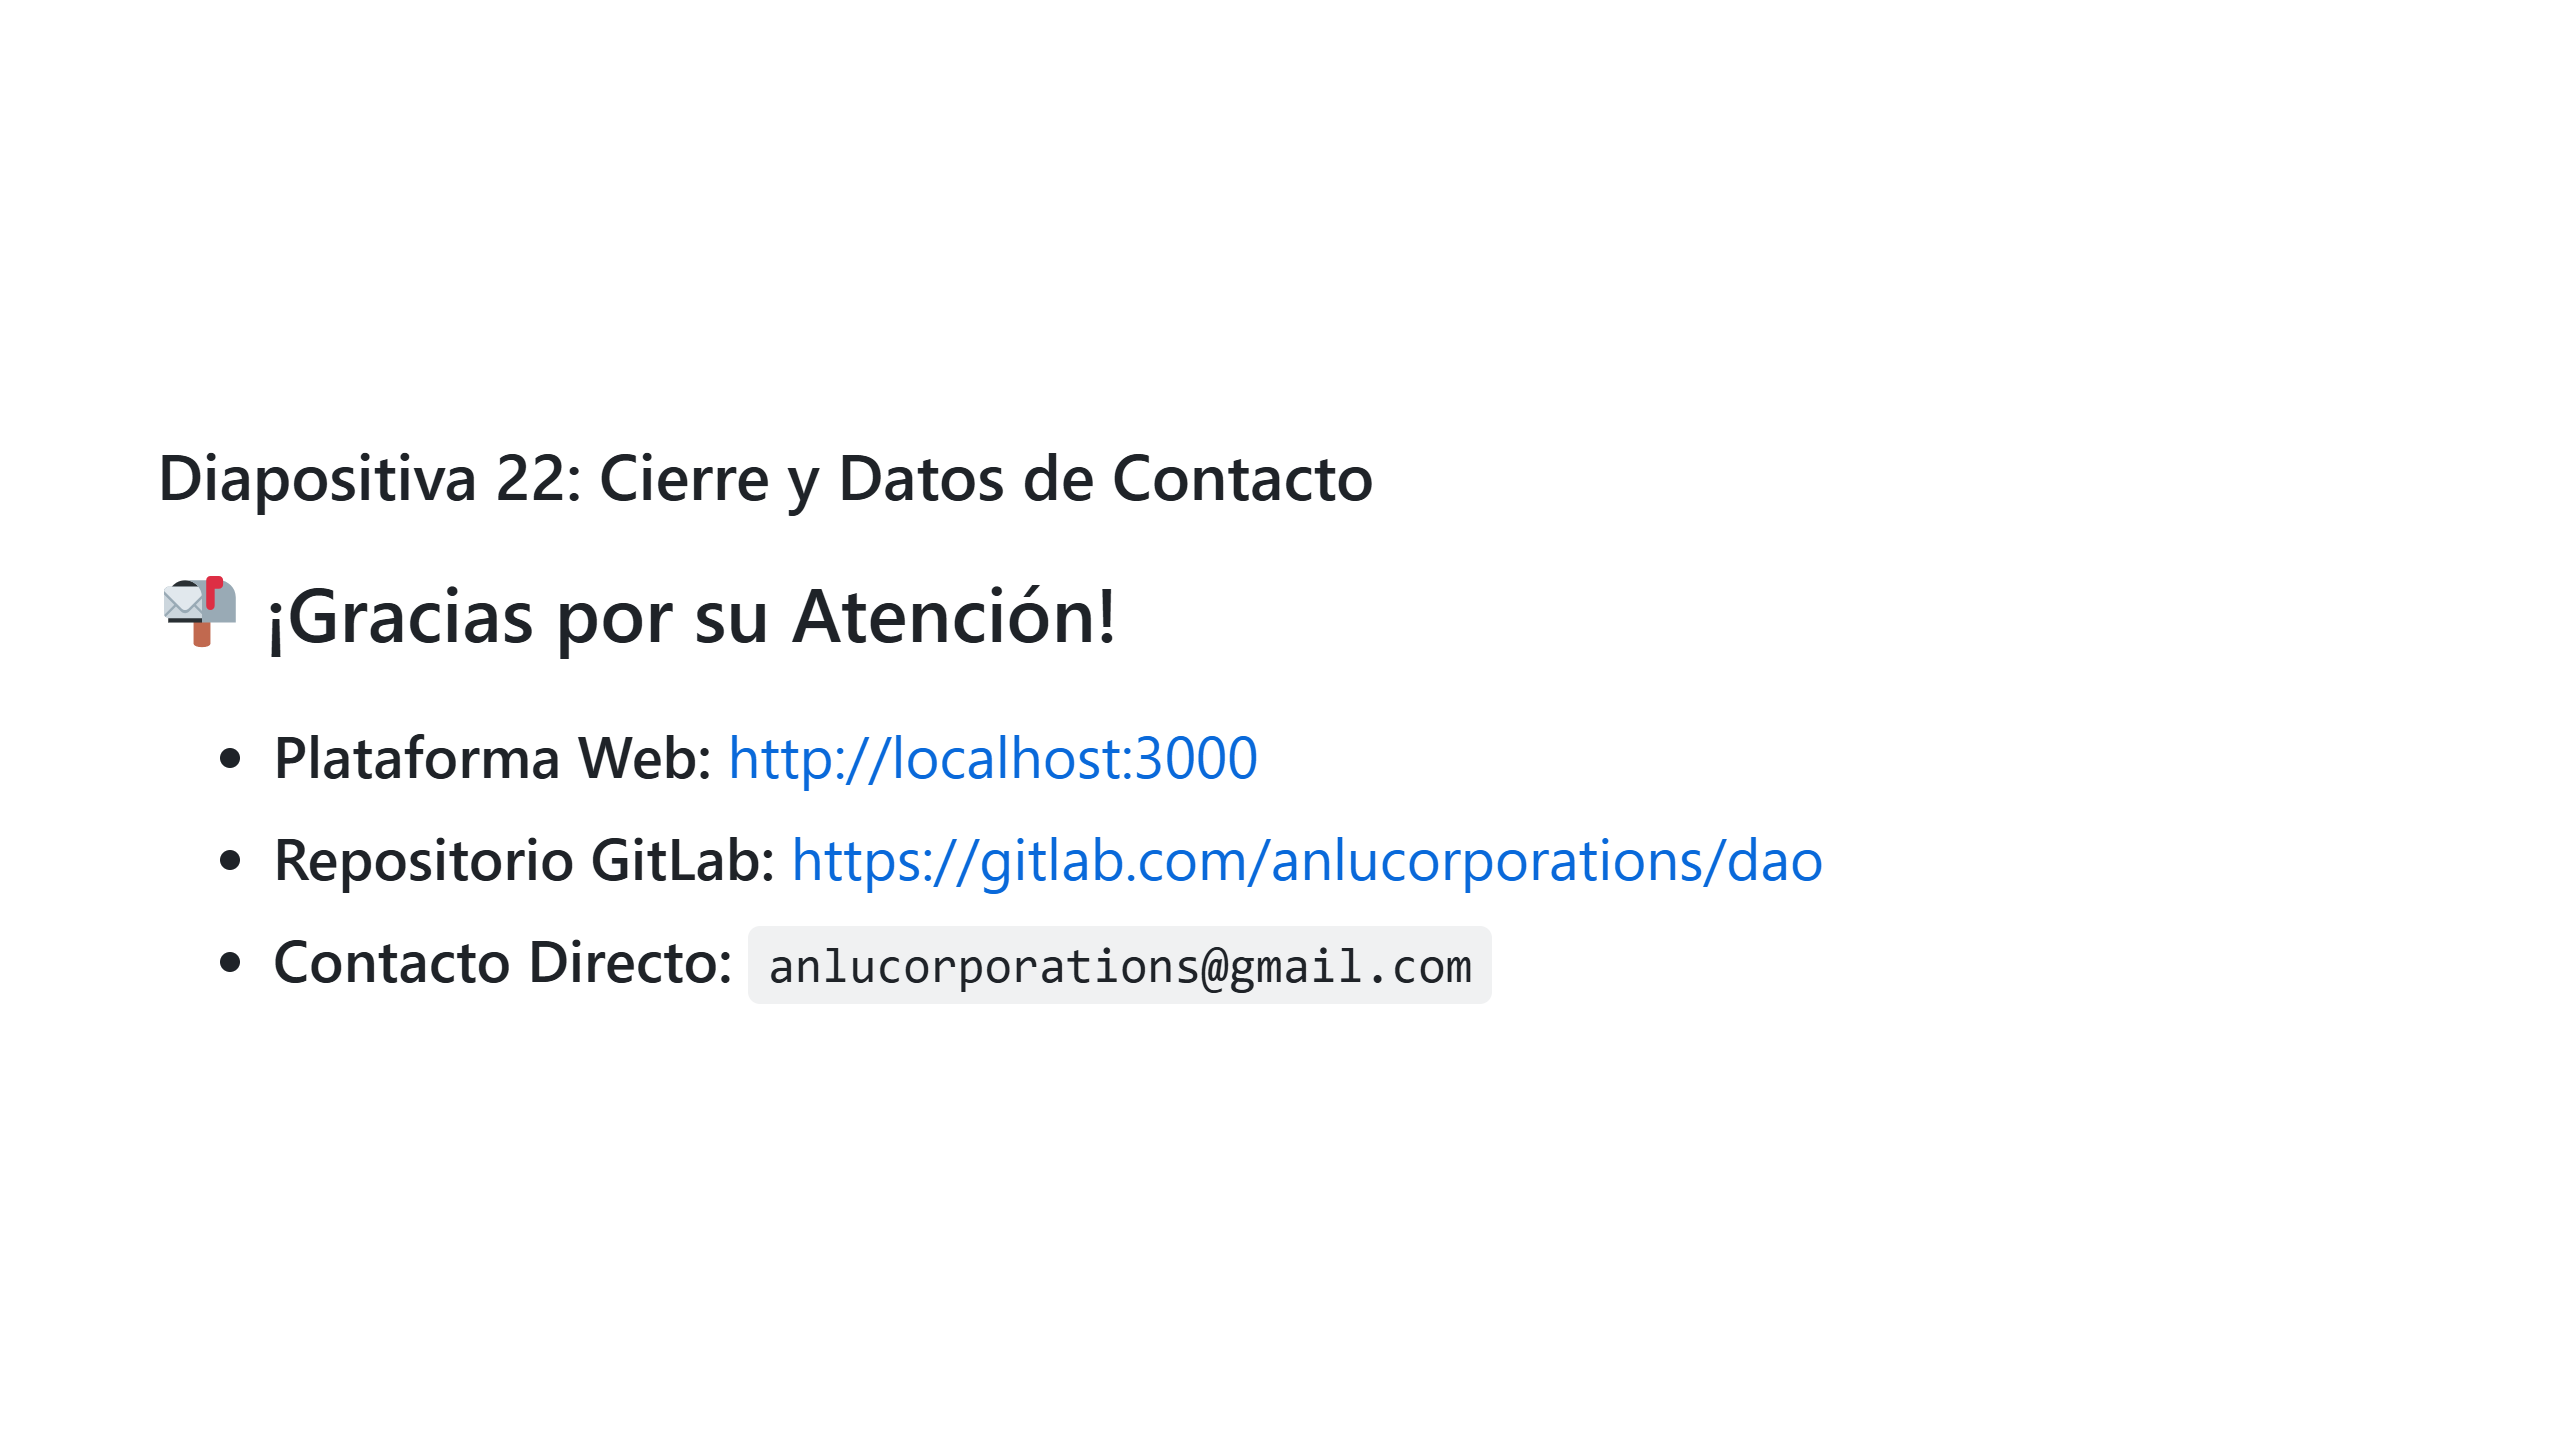 Diapositiva 22: Cierre y Datos de Contacto
¡Gracias por su Atención!
Plataforma Web: http://localhost:3000
Repositorio GitLab: https://gitlab.com/anlucorporations/dao
Contacto Directo: anlucorporations@gmail.com